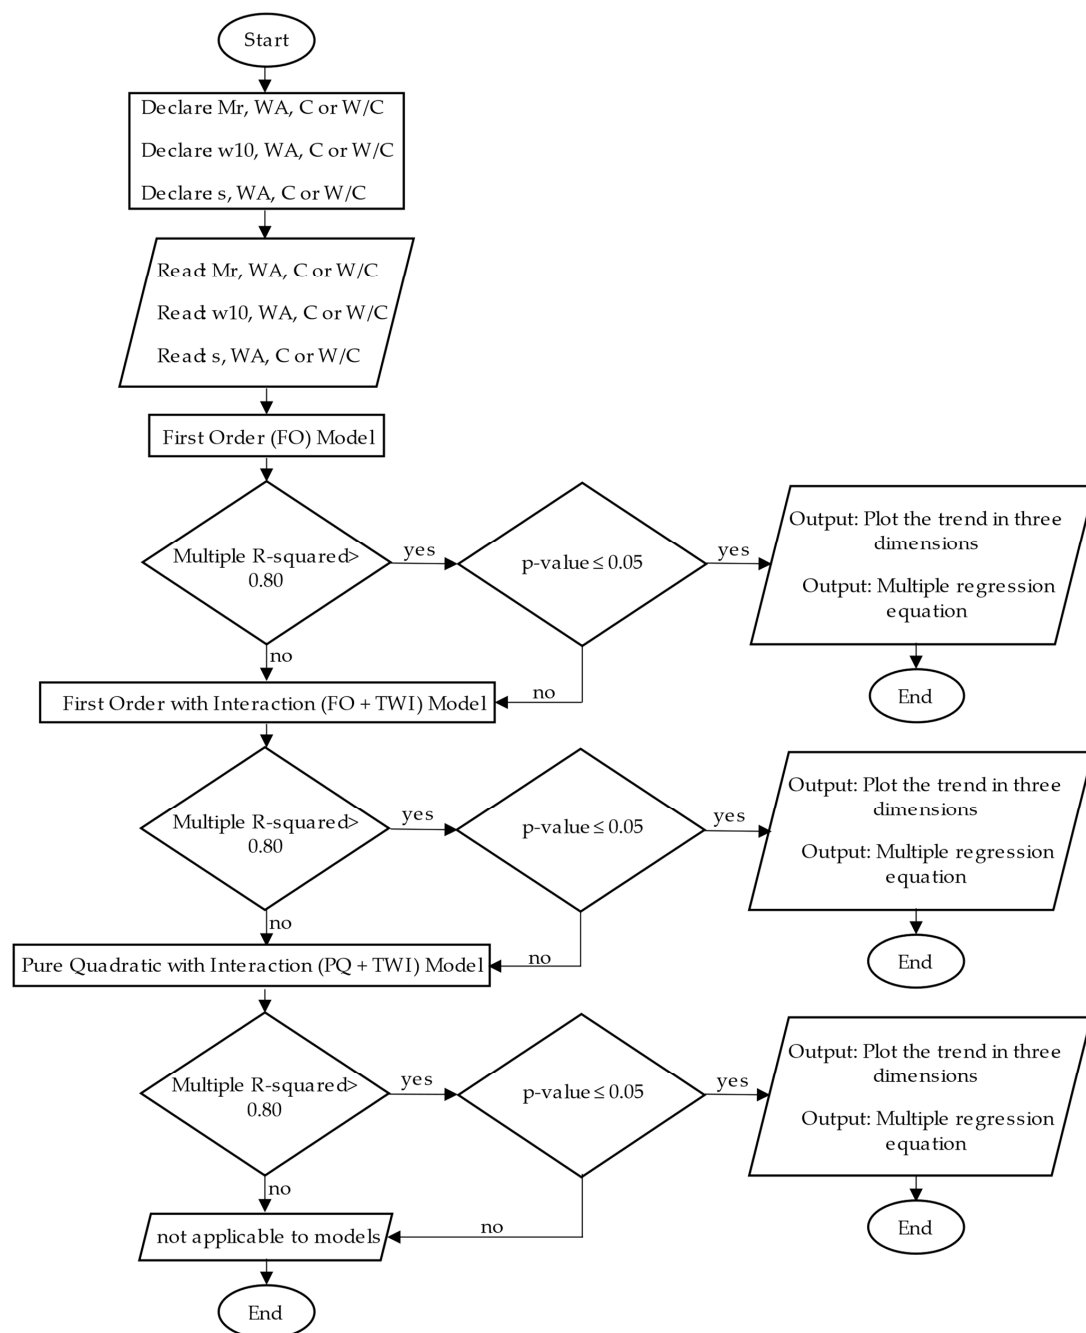 Start
Declare: Mr, WA, C or W/C
Declare: w10, WA, C or W/C
Declare: s, WA, C or W/C
Read: Mr, WA, C or W/C
Read: w10, WA, C or W/C
Read: s, WA, C or W/C
First Order (FO) Model
Multiple R-squared>
0.80
yes
p-value ≤ 0.05
yes
Output: Plot the trend in three
dimensions
Output: Multiple regression
equation
End
no
no
First Order with Interaction (FO + TWI) Model
Multiple R-squared>
0.80
yes
p-value ≤ 0.05
yes
Output: Plot the trend in three
dimensions
Output: Multiple regression
equation
End
no
no
Pure Quadratic with Interaction (PQ + TWI) Model
Multiple R-squared>
0.80
yes
p-value ≤ 0.05
yes
Output: Plot the trend in three
dimensions
Output: Multiple regression
equation
End
no
no
not applicable to models
End